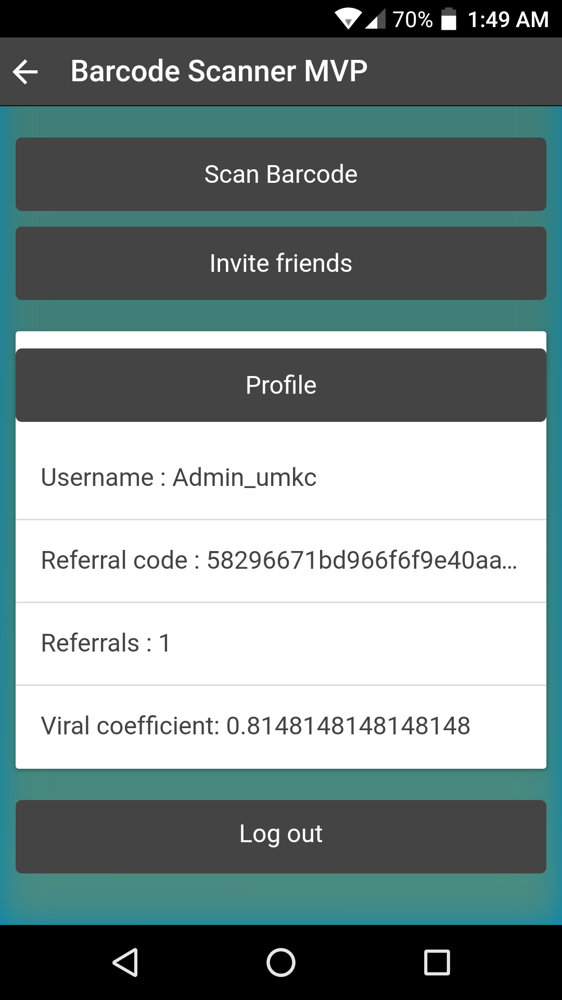 70% 1:49 AM
Barcode Scanner MVP
Scan Barcode
Invite friends
Profile
Username : Admin_umkc
Referral code : 58296671bd966f6f9e40aa...
Referrals : 1
Viral coefficient: 0.8148148148148148
Log out